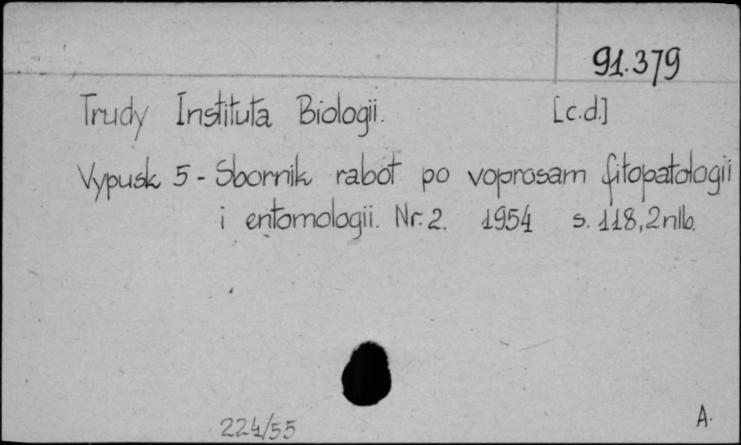 91.379
Trudy Instituta Biologii. [c.d.]
Vypusk 5 - Sbornik rabot po voprosam fitopatologii
i entomologii. Nr. 2. 1954 s. 118, 2nlb.
224/55
A.